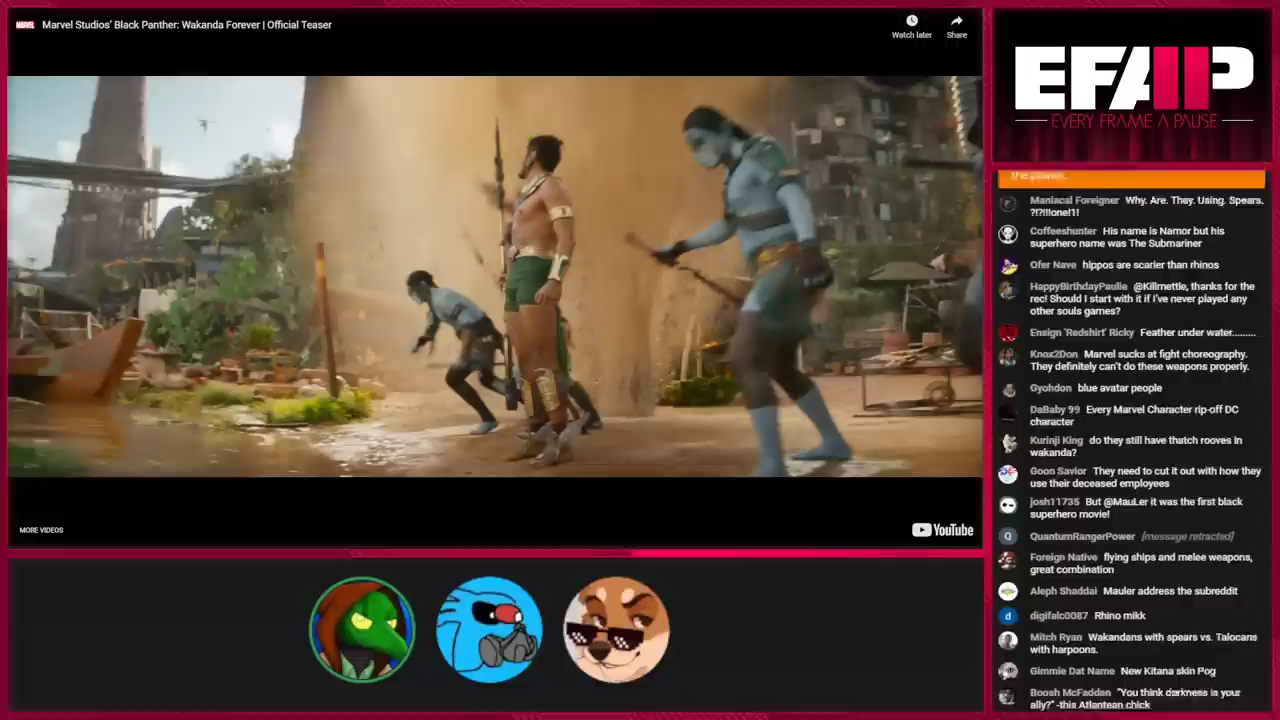 MARVEL Marvel Studios' Black Panther: Wakanda Forever | Official Teaser
Watch later
Share
MORE VIDEOS
YouTube
EFAP
EVERY FRAME A PAUSE
Maniacal Foreigner Why. Are. They. Using. Spears.
?!?!!!one!1!
Coffeeshunter His name is Namor but his
superhero name was The Submariner
Ofer Nave hippos are scarier than rhinos
HappyBirthdayPaulie @Killmettle, thanks for the
rec! Should I start with it if I've never played any
other souls games?
Ensign 'Redshirt' Ricky Feather under water.........
Knox2Don Marvel sucks at fight choreography.
They definitely can't do these weapons properly.
Gyohdon blue avatar people
DaBaby 99 Every Marvel Character rip-off DC
character
Kurinji King do they still have thatch rooves in
wakanda?
Goon Savior They need to cut it out with how they
use their deceased employees
josh11735 But @MauLer it was the first black
superhero movie!
Q QuantumRangerPower [message retracted]
Foreign Native flying ships and melee weapons,
great combination
Aleph Shaddai Mauler address the subreddit
d digifalc0087 Rhino mikk
Mitch Ryan Wakandans with spears vs. Talocans
with harpoons.
Gimmie Dat Name New Kitana skin Pog
Boosh McFadden "You think darkness is your
ally?" -this Atlantean chick